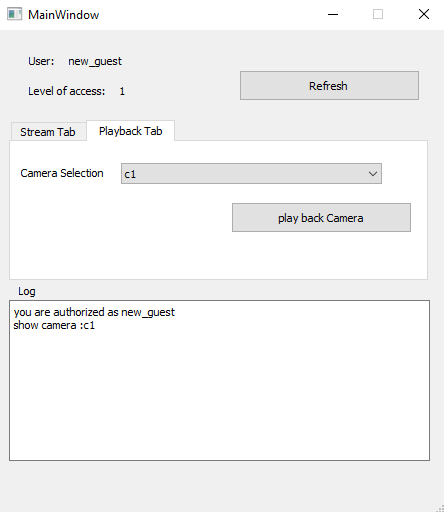 MainWindow
User: new_guest
Level of access: 1
Refresh
Stream Tab Playback Tab
Camera Selection c1
play back Camera
Log
you are authorized as new_guest
show camera :c1